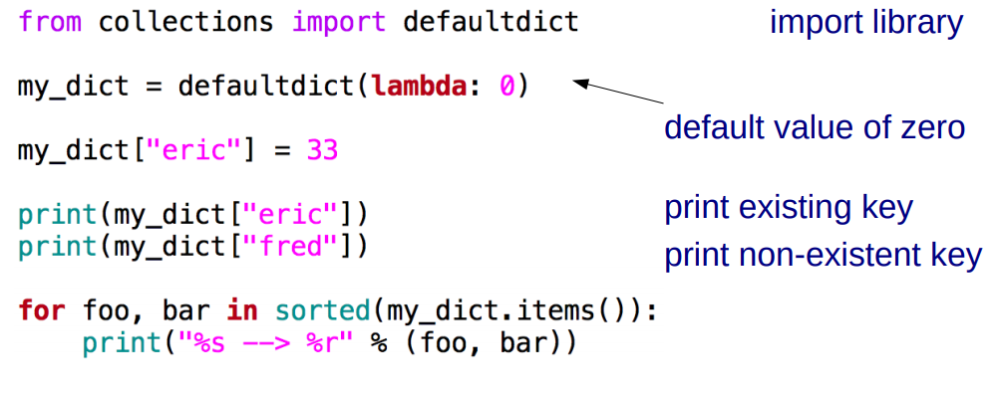 from collections import defaultdict import library
my_dict = defaultdict(lambda: 0)
default value of zero
my_dict["eric"] = 33
print(my_dict["eric"]) print existing key
print(my_dict["fred"]) print non-existent key
for foo, bar in sorted(my_dict.items()):
    print("%s --> %r" % (foo, bar))